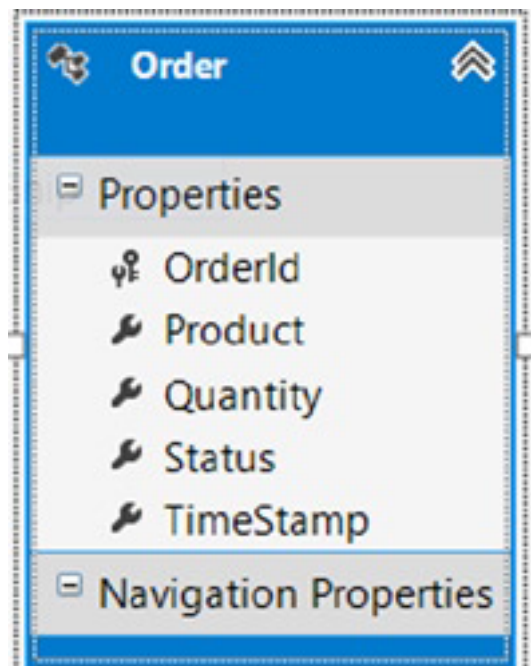 Order
Properties
OrderId
Product
Quantity
Status
TimeStamp
Navigation Properties